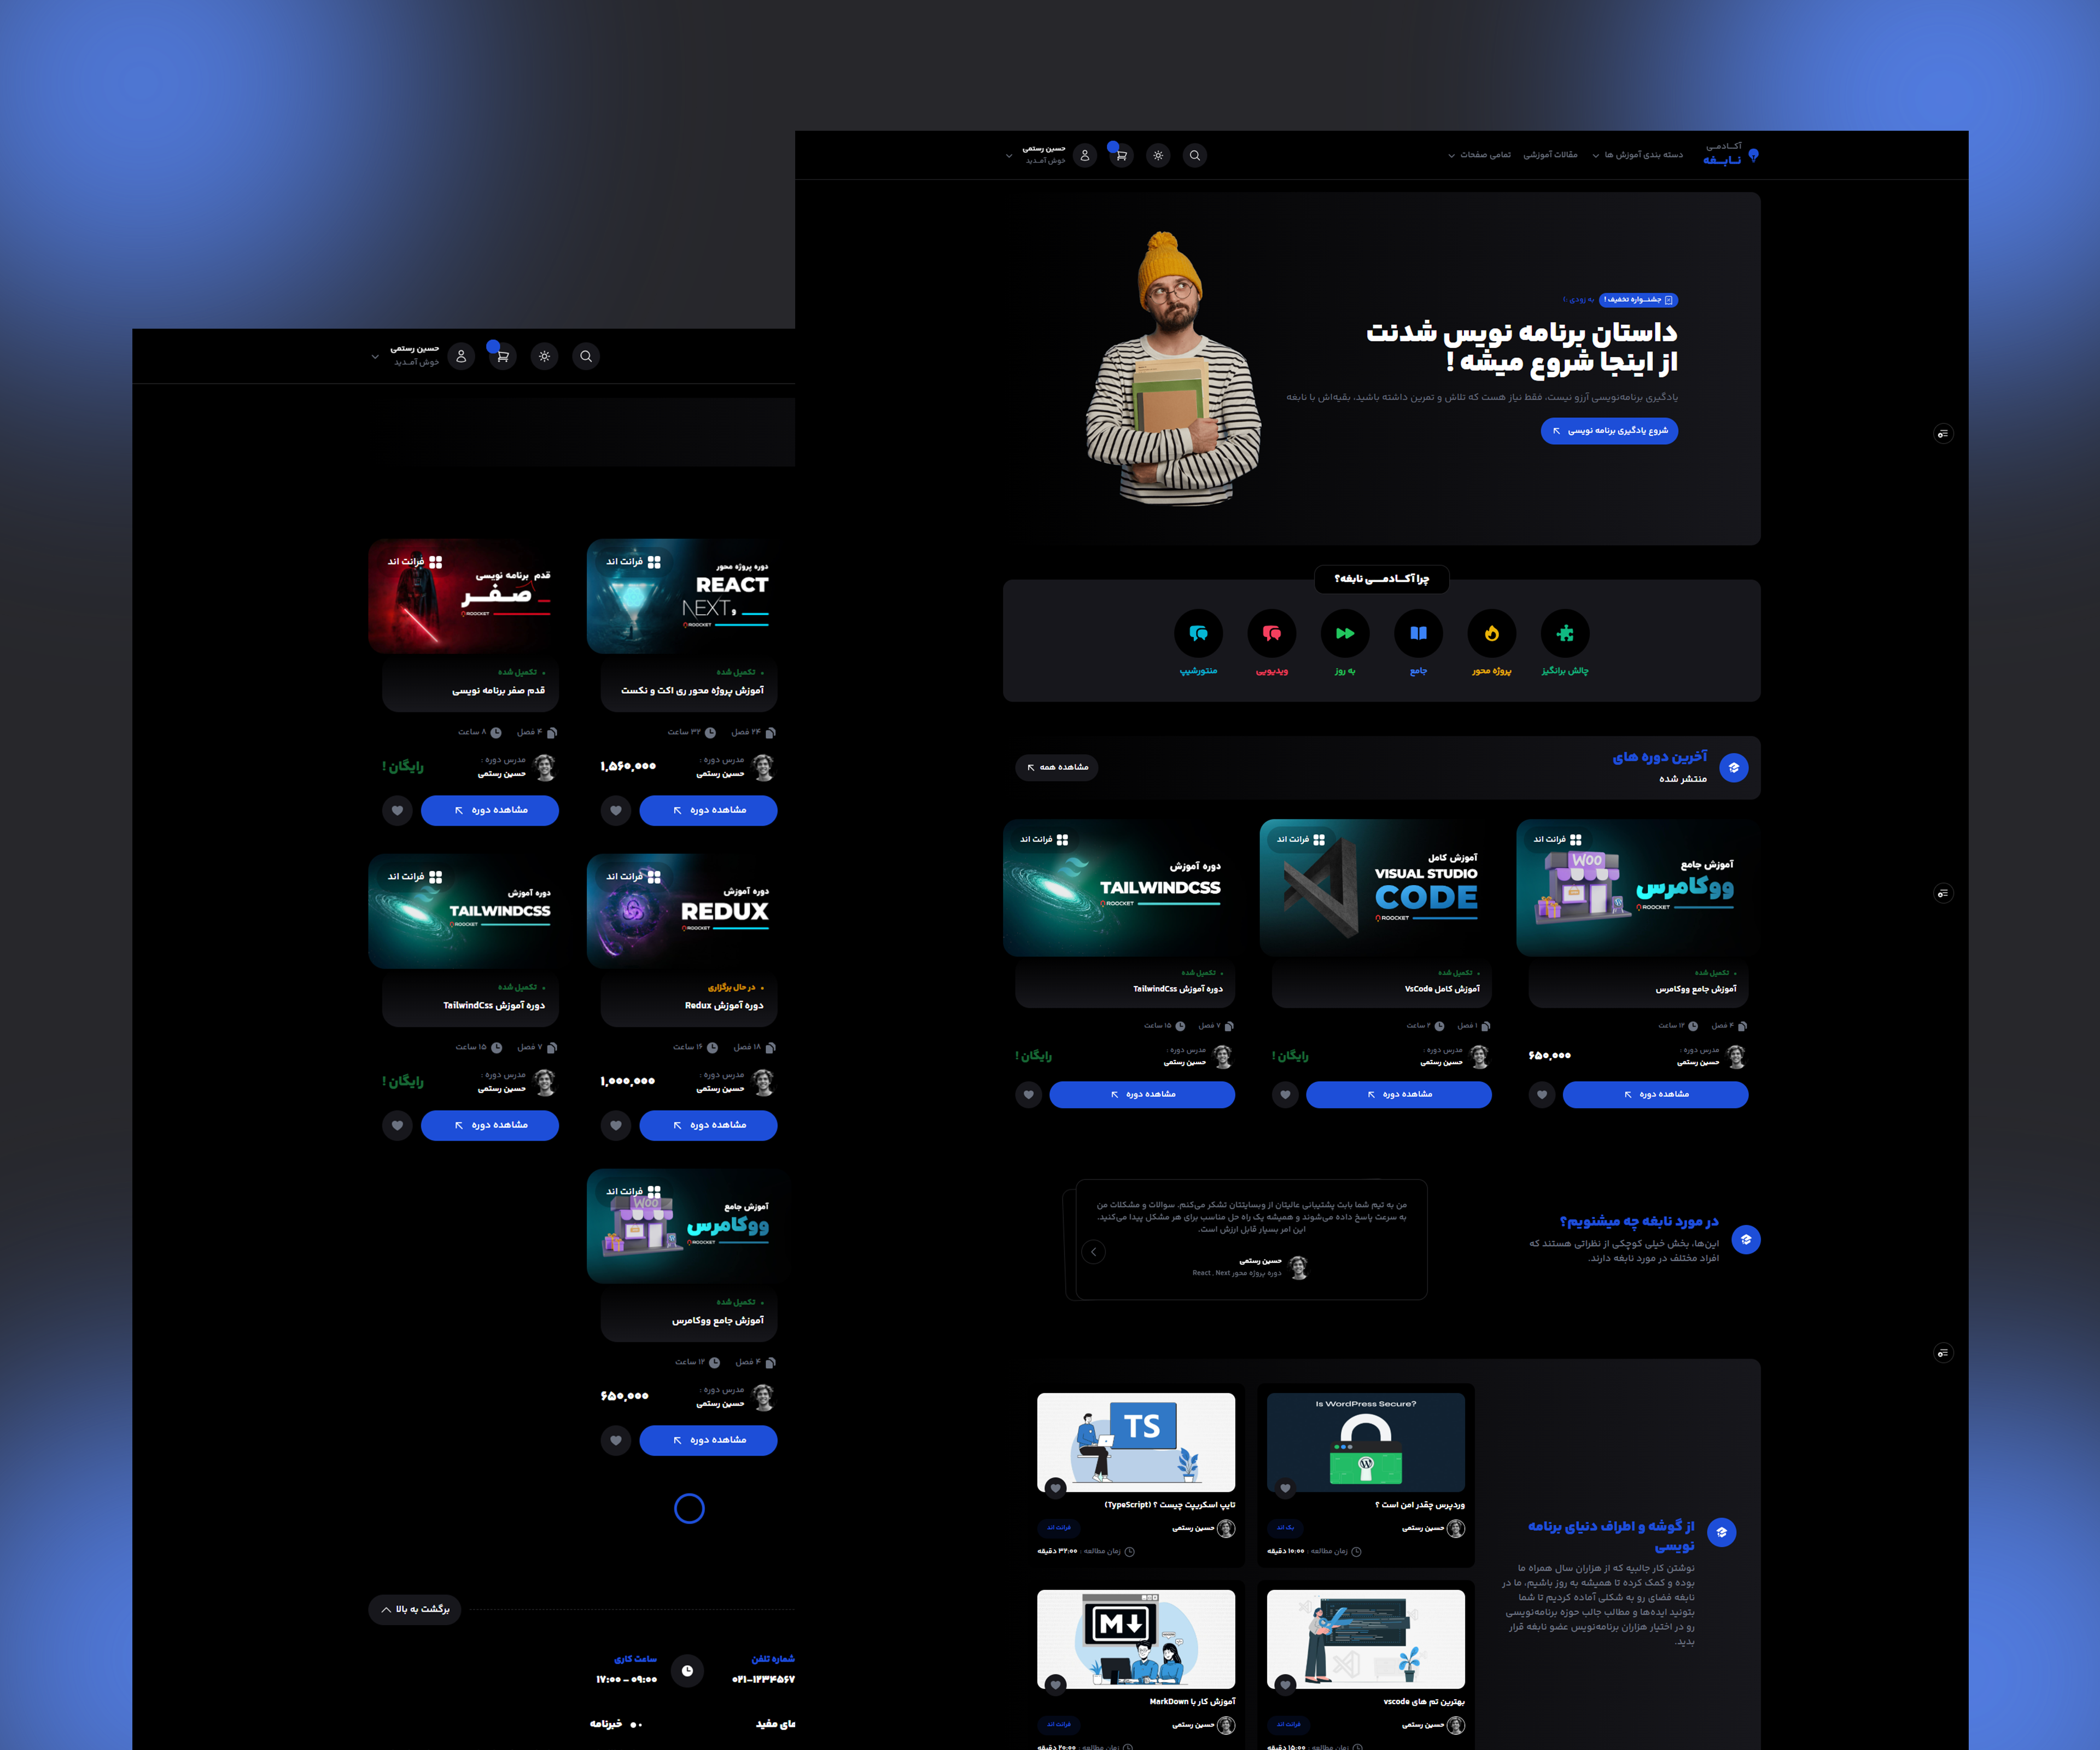 آکـادمـی
نـابـغه
دسته بندی آموزش ها
مقالات آموزشی
تمامی صفحات
حسین رستمی
خوش آمـدید
جشنـواره تخفیف !
به زودی :)
داستان برنامه نویس شدنت
از اینجا شروع میشه !
یادگیری برنامه‌نویسی آرزو نیست، فقط نیاز هست که تلاش و تمرین داشته باشید، بقیه‌اش با نابغه
شروع یادگیری برنامه نویسی
چرا آکـادمــی نابغه؟
چالش برانگیز
پروژه محور
جامع
به روز
ویدیویی
منتورشیپ
آخرین دوره های
منتشر شده
مشاهده همه
فرانت اند
آموزش جامع
WOO
ووکامرس
ROOCKET
تکمیل شده
آموزش جامع ووکامرس
۴ فصل
۱۲ ساعت
مدرس دوره :
حسین رستمی
۶۵۰,۰۰۰
مشاهده دوره
فرانت اند
آموزش کامل
VISUAL STUDIO
CODE
ROOCKET
تکمیل شده
آموزش کامل VsCode
۱ فصل
۲ ساعت
مدرس دوره :
حسین رستمی
رایگان !
مشاهده دوره
فرانت اند
دوره آموزش
TAILWINDCSS
ROOCKET
تکمیل شده
دوره آموزش TailwindCss
۷ فصل
۱۵ ساعت
مدرس دوره :
حسین رستمی
رایگان !
مشاهده دوره
در مورد نابغه چه میشنویم؟
این‌ها، بخش خیلی کوچکی از نظراتی هستند که
افراد مختلف در مورد نابغه دارند.
من به تیم شما بابت پشتیبانی عالیتان از وبسایتتان تشکر می‌کنم. سوالات و مشکلات من
به سرعت پاسخ داده می‌شوند و همیشه یک راه حل مناسب برای هر مشکل پیدا می‌کنید.
این امر بسیار قابل ارزش است.
حسین رستمی
دوره پروژه محور React , Next
از گوشه و اطراف دنیای برنامه
نویسی
نوشتن کار جالبیه که از هزاران سال همراه ما
بوده و کمک کرده تا همیشه به روز باشیم، ما در
نابغه فضای رو به شکلی آماده کردیم تا شما
بتونید ایده‌ها و مطالب جالب حوزه برنامه‌نویسی
رو در اختیار هزاران برنامه‌نویس عضو نابغه قرار
بدید.
Is WordPress Secure?
وردپرس چقدر امن است ؟
حسین رستمی
بک اند
زمان مطالعه : ۱۰:۰۰ دقیقه
TS
تایپ اسکریپت چیست ؟ (TypeScript)
حسین رستمی
فرانت اند
زمان مطالعه : ۳۲:۰۰ دقیقه
بهترین تم های vscode
حسین رستمی
فرانت اند
زمان مطالعه : ۱۵:۰۰ دقیقه
M
آموزش کار با MarkDown
حسین رستمی
فرانت اند
زمان مطالعه : ۲۰:۰۰ دقیقه
حسین رستمی
خوش آمـدید
فرانت اند
دوره پروژه محور
REACT
و NEXT
ROOCKET
تکمیل شده
آموزش پروژه محور ری اکت و نکست
۲۴ فصل
۳۲ ساعت
مدرس دوره :
حسین رستمی
۱,۵۶۰,۰۰۰
مشاهده دوره
فرانت اند
قدم برنامه نویسی
صـفــر
ROOCKET
تکمیل شده
قدم صفر برنامه نویسی
۴ فصل
۸ ساعت
مدرس دوره :
حسین رستمی
رایگان !
مشاهده دوره
فرانت اند
دوره آموزش
REDUX
ROOCKET
در حال برگزاری
دوره آموزش Redux
۱۸ فصل
۱۶ ساعت
مدرس دوره :
حسین رستمی
۱,۰۰۰,۰۰۰
مشاهده دوره
فرانت اند
دوره آموزش
TAILWINDCSS
ROOCKET
تکمیل شده
دوره آموزش TailwindCss
۷ فصل
۱۵ ساعت
مدرس دوره :
حسین رستمی
رایگان !
مشاهده دوره
فرانت اند
آموزش جامع
WOO
ووکامرس
ROOCKET
تکمیل شده
آموزش جامع ووکامرس
۴ فصل
۱۲ ساعت
مدرس دوره :
حسین رستمی
۶۵۰,۰۰۰
مشاهده دوره
برگشت به بالا
شماره تلفن
۰۲۱-۱۲۳۴۵۶۷
ساعت کاری
۰۹:۰۰ - ۱۷:۰۰
مفید
خبرنامه